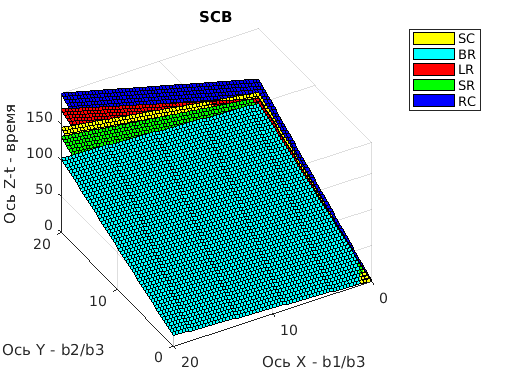 SCB
SC
BR
LR
SR
RC
Ось Z-t - время
150
100
50
0
20
10
0
20
10
0
Ось Y - b2/b3
Ось X - b1/b3